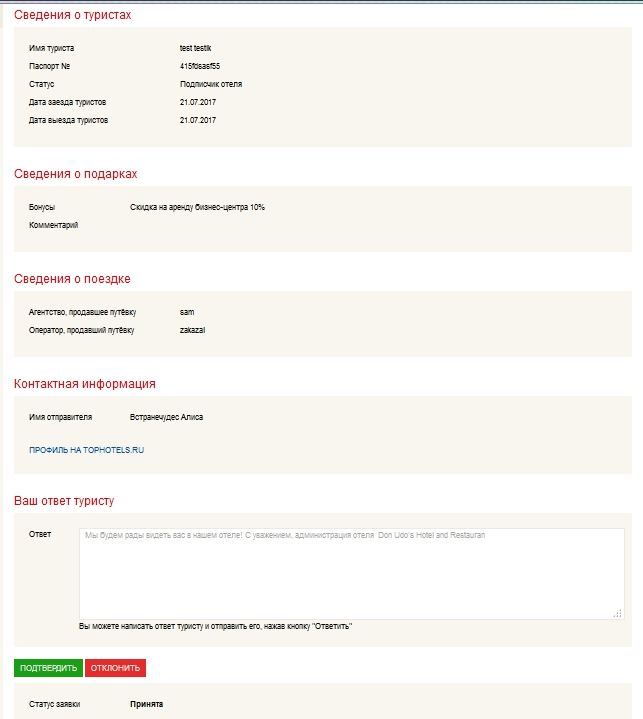 Сведения о туристах
Имя туриста test testik
Паспорт № 415fdsasf55
Статус Подписчик отеля
Дата заезда туристов 21.07.2017
Дата выезда туристов 21.07.2017
Сведения о подарках
Бонусы Скидка на аренду бизнес-центра 10%
Комментарий
Сведения о поездке
Агентство, продавшее путёвку sam
Оператор, продавший путёвку zakazal
Контактная информация
Имя отправителя Встранечудес Алиса
ПРОФИЛЬ НА TOPHOTELS.RU
Ваш ответ туристу
Ответ Мы будем рады видеть вас в нашем отеле! С уважением, администрация отеля Don Udo's Hotel and Restauran
Вы можете написать ответ туристу и отправить его, нажав кнопку "Ответить"
ПОДТВЕРДИТЬ ОТКЛОНИТЬ
Статус заявки Принята